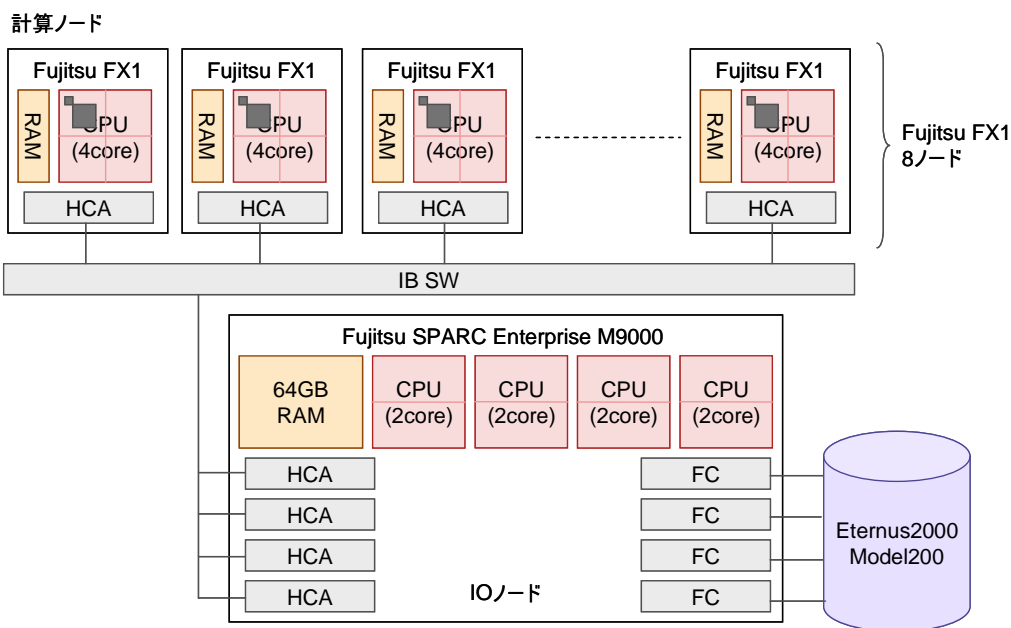 計算ノード
Fujitsu FX1
Fujitsu FX1
Fujitsu FX1
Fujitsu FX1
RAM
CPU
(4core)
RAM
CPU
(4core)
RAM
CPU
(4core)
RAM
CPU
(4core)
HCA
HCA
HCA
HCA
Fujitsu FX1
8ノード
IB SW
Fujitsu SPARC Enterprise M9000
64GB
RAM
CPU
(2core)
CPU
(2core)
CPU
(2core)
CPU
(2core)
HCA
HCA
HCA
HCA
FC
FC
FC
FC
IOノード
Eternus2000
Model200